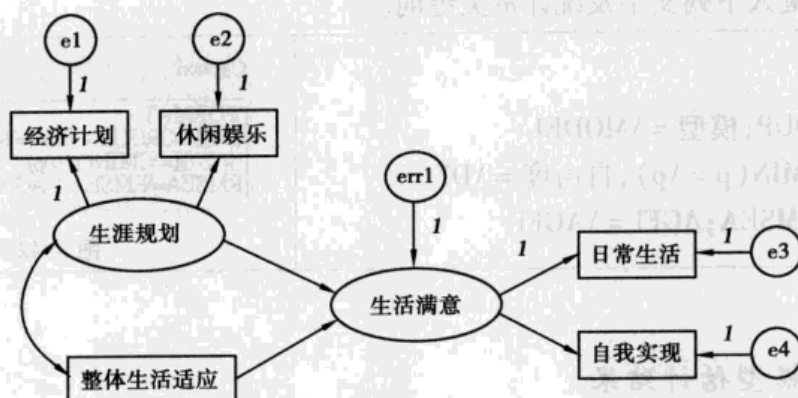 e1
e2
1
1
经济计划
休闲娱乐
err1
1
生涯规划
1
1
日常生活
1
e3
生活满意
自我实现
1
e4
整体生活适应